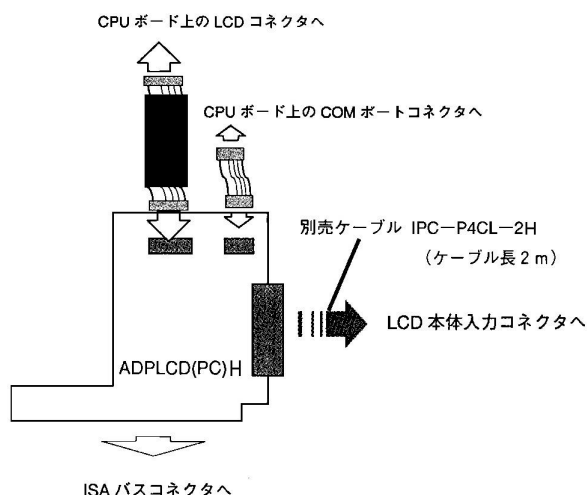 CPU ボード上の LCD コネクタへ
CPU ボード上の COM ポートコネクタへ
別売ケーブル IPC－P4CL－2H
（ケーブル長 2 m）
LCD 本体入力コネクタへ
ADPLCD(PC)H
ISA バスコネクタへ